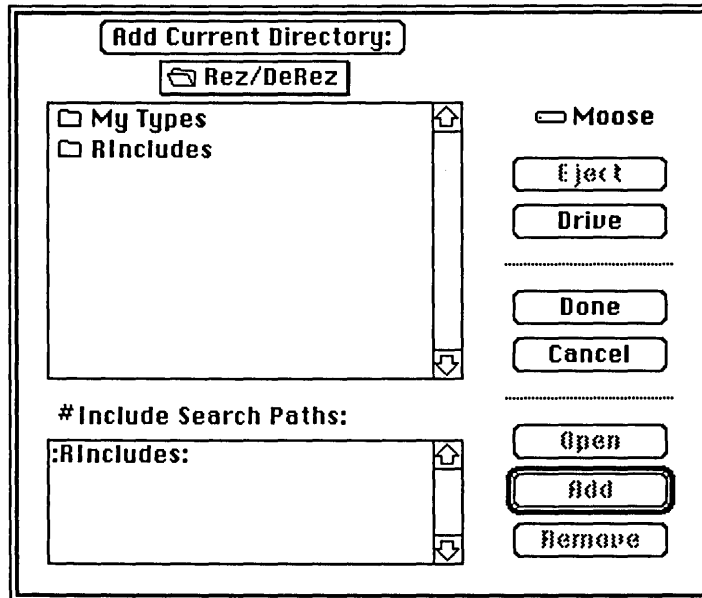 Add Current Directory:
Rez/DeRez
My Types
RIncludes
Moose
Eject
Drive
Done
Cancel
#Include Search Paths:
:RIncludes:
Open
Add
Remove